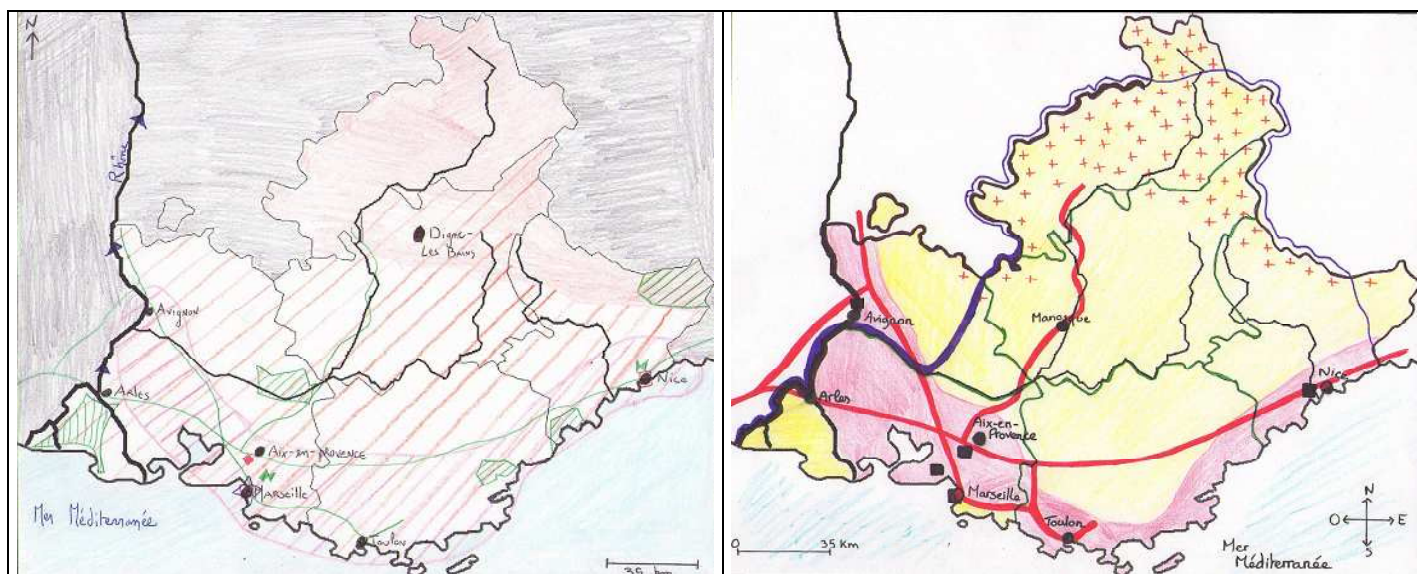 N
Rhône
Digne-
Les Bains
Avignon
Arles
Nice
Aix-en-Provence
Marseille
Toulon
Mer Méditerranée
35 km
Avignon
Manosque
Arles
Nice
Aix-en-
Provence
Marseille
Toulon
0
35 Km
N
O
E
S
Mer
Méditerranée